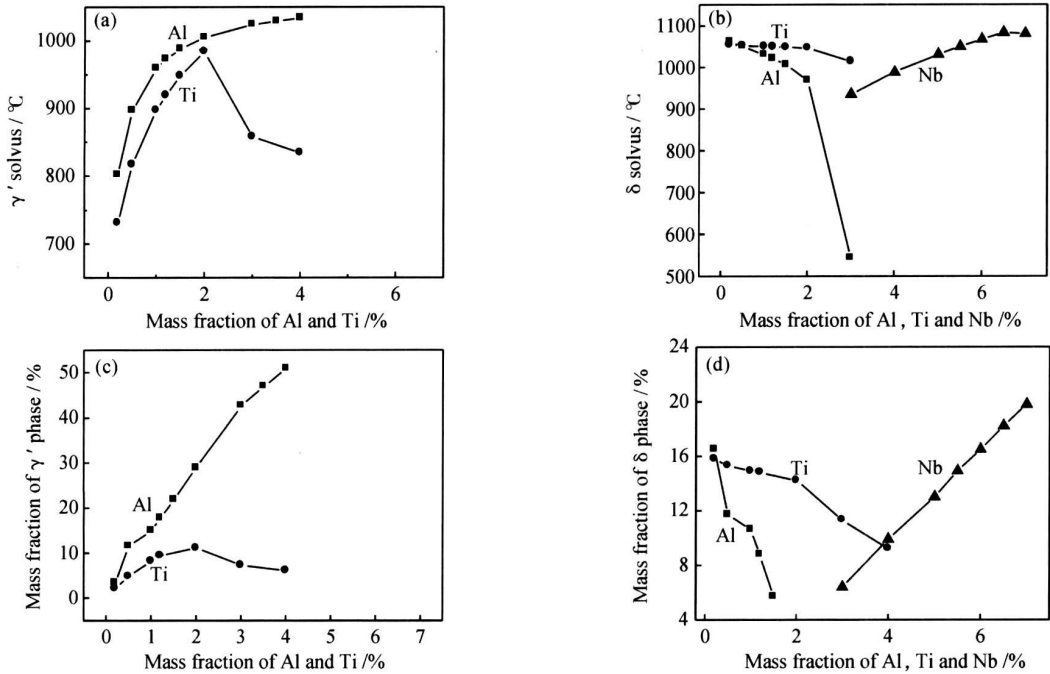 (a)
1000
900
800
700
γ′ solvus / ℃
Al
Ti
0
2
4
6
Mass fraction of Al and Ti /%
(b)
1100
1000
900
800
700
600
500
δ solvus / ℃
Ti
Al
Nb
0
2
4
6
Mass fraction of Al, Ti and Nb /%
(c)
50
40
30
20
10
0
Mass fraction of γ′ phase / %
Al
Ti
0
1
2
3
4
5
6
7
Mass fraction of Al and Ti /%
(d)
24
20
16
12
8
4
Mass fraction of δ phase / %
Ti
Nb
Al
0
2
4
6
Mass fraction of Al, Ti and Nb /%